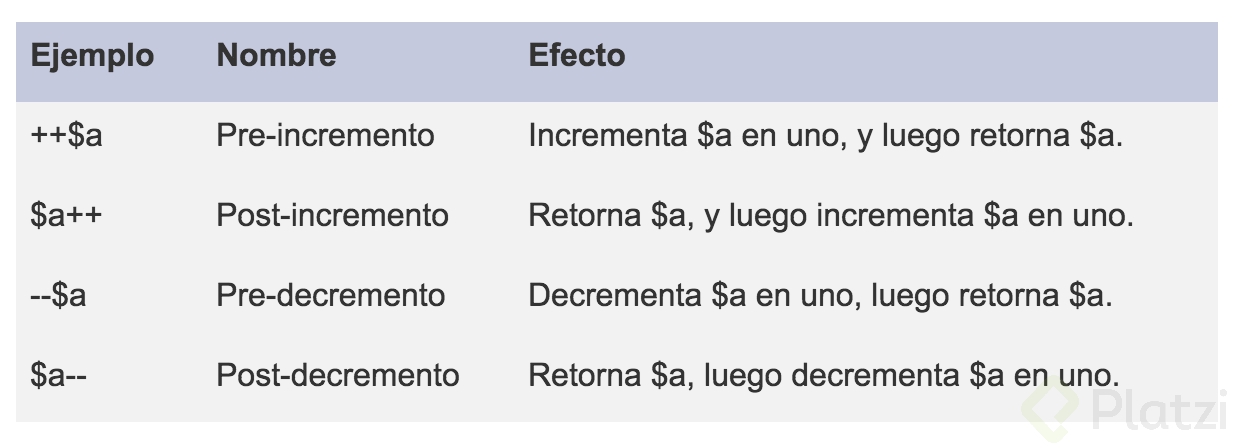 Ejemplo Nombre Efecto
++$a Pre-incremento Incrementa $a en uno, y luego retorna $a.
$a++ Post-incremento Retorna $a, y luego incrementa $a en uno.
--$a Pre-decremento Decrementa $a en uno, luego retorna $a.
$a-- Post-decremento Retorna $a, luego decrementa $a en uno.
Platzi